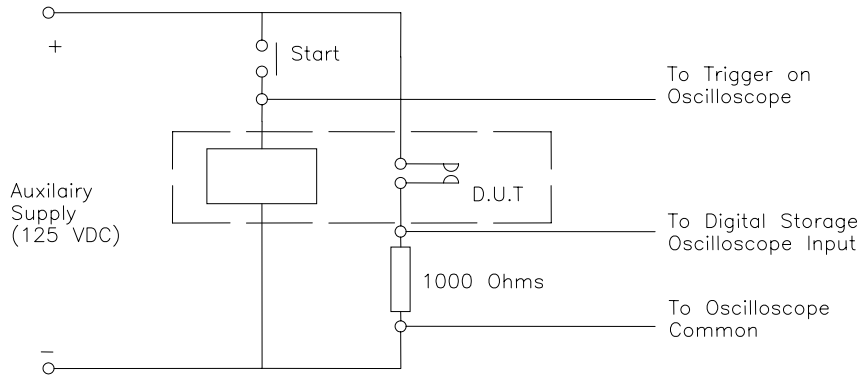 +
Start
To Trigger on
Oscilloscope
Auxilairy
Supply
(125 VDC)
D.U.T
To Digital Storage
Oscilloscope Input
1000 Ohms
To Oscilloscope
Common
−